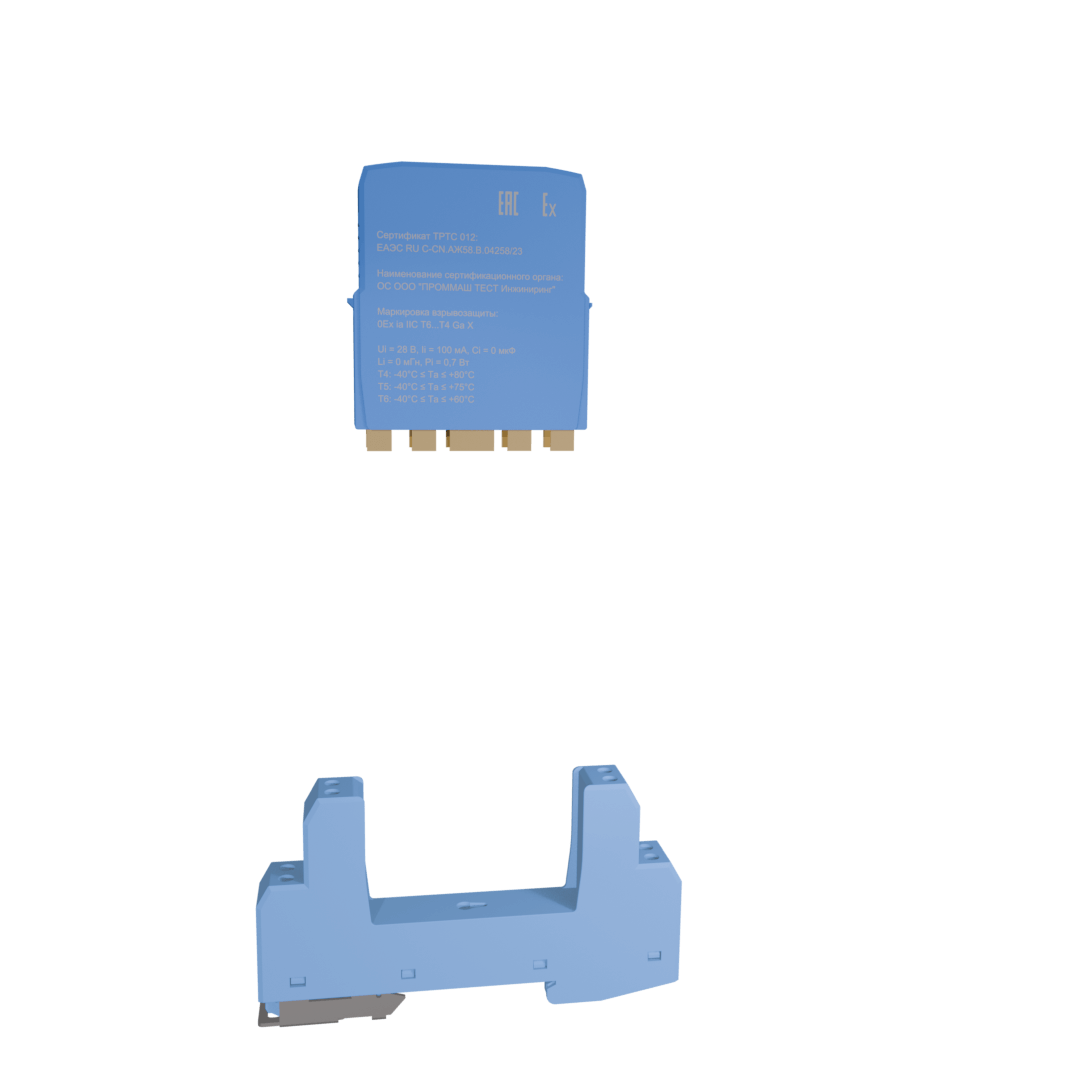 EAC Ex
Сертификат ТРТС 012:
ЕАЭС RU С-CN.АЖ58.В.04258/23
Наименование сертификационного органа:
ОС ООО "ПРОММАШ ТЕСТ Инжиниринг"
Маркировка взрывозащиты:
0Ex ia IIC T6...T4 Ga X
Ui = 28 В, Ii = 100 мА, Ci = 0 мкФ
Li = 0 мГн, Pi = 0,7 Вт
T4: -40°C ≤ Ta ≤ +80°C
T5: -40°C ≤ Ta ≤ +75°C
T6: -40°C ≤ Ta ≤ +60°C